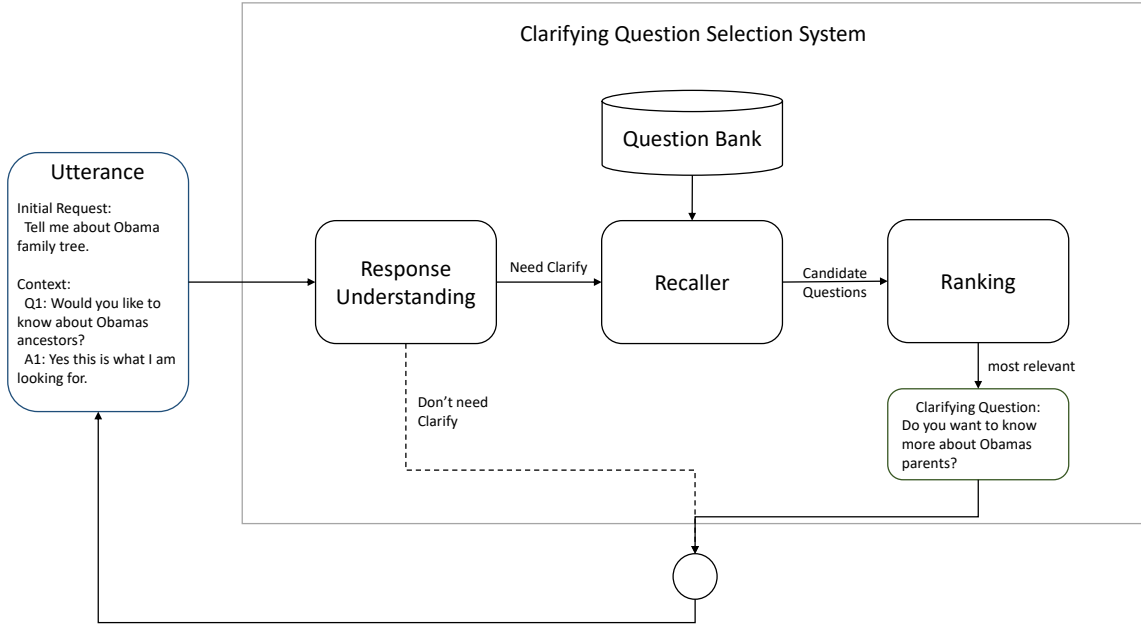 Clarifying Question Selection System
Question Bank
Utterance
Initial Request:
Tell me about Obama
family tree.
Context:
Q1: Would you like to
know about Obamas
ancestors?
A1: Yes this is what I am
looking for.
Response
Understanding
Need Clarify
Recaller
Candidate
Questions
Ranking
most relevant
Don’t need
Clarify
Clarifying Question:
Do you want to know
more about Obamas
parents?